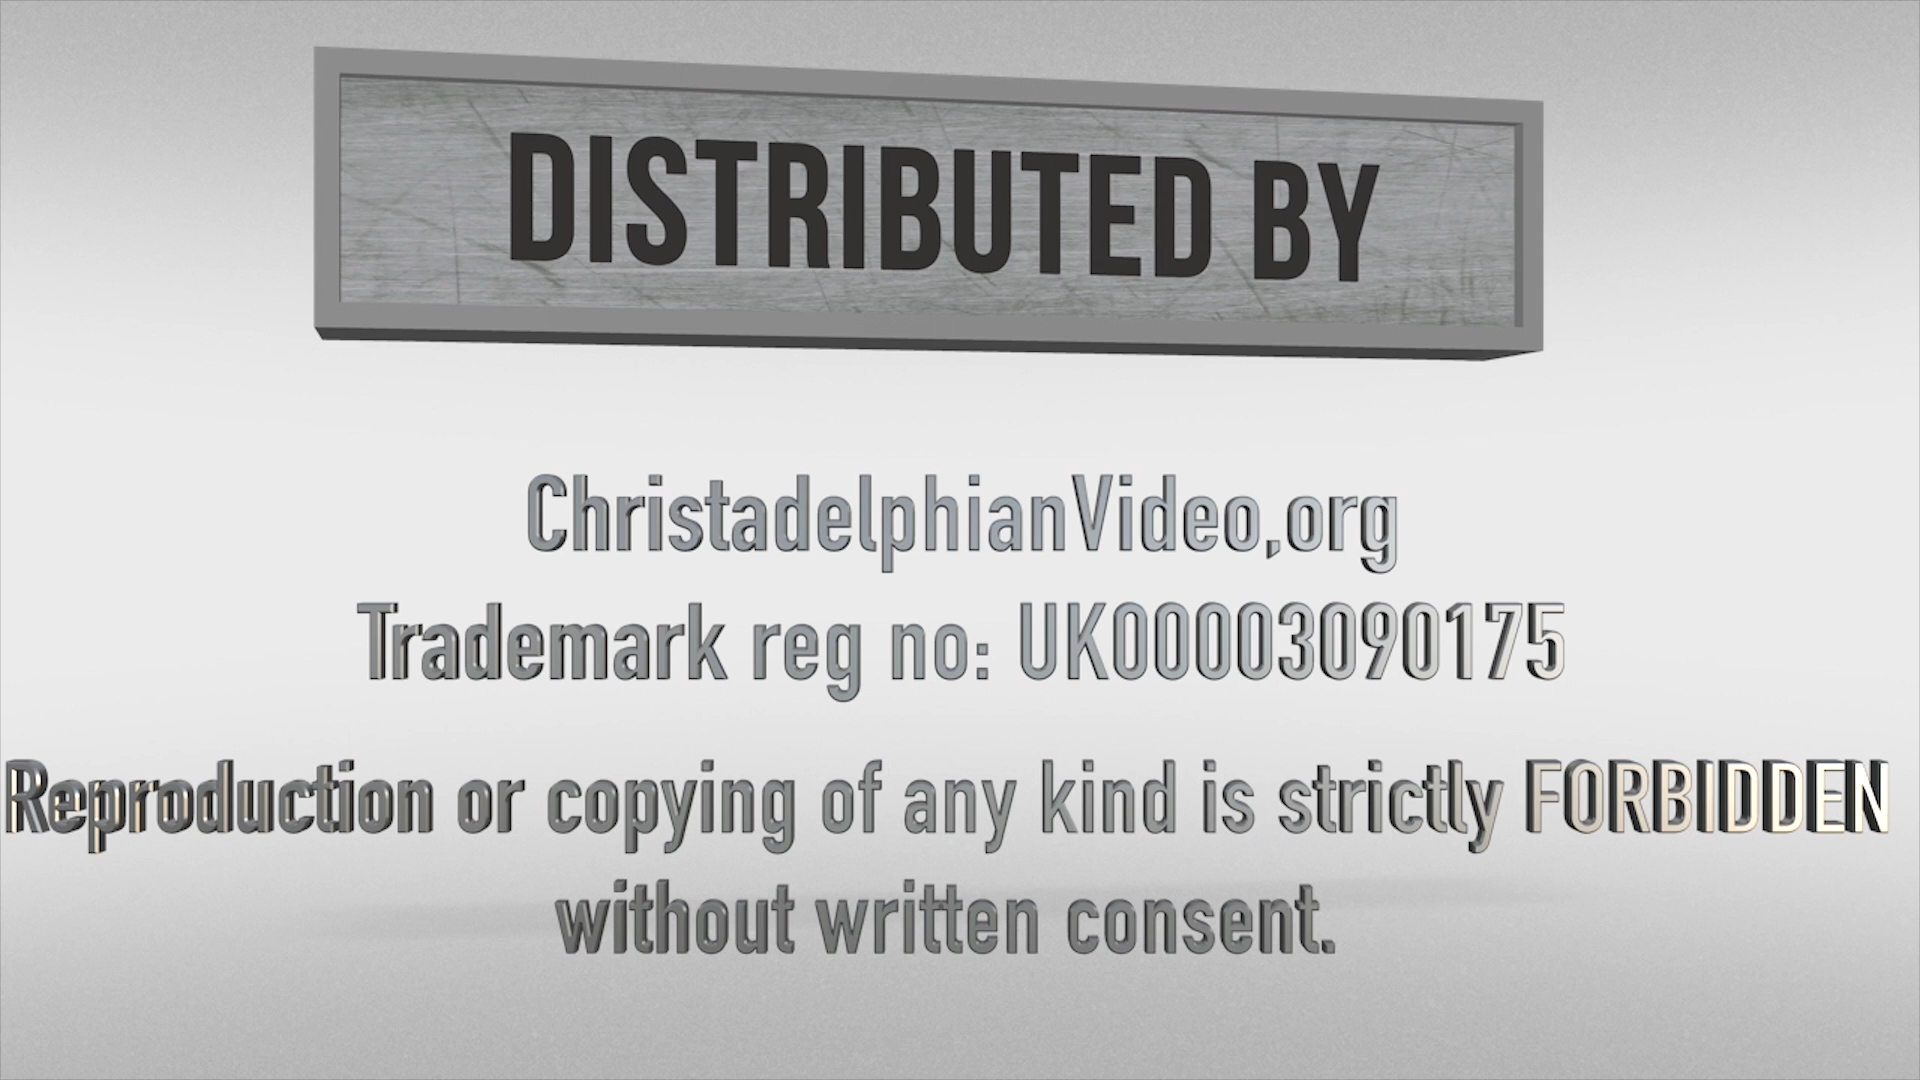 DISTRIBUTED BY
ChristadelphianVideo,org
Trademark reg no: UK00003090175
Reproduction or copying of any kind is strictly FORBIDDEN
without written consent.